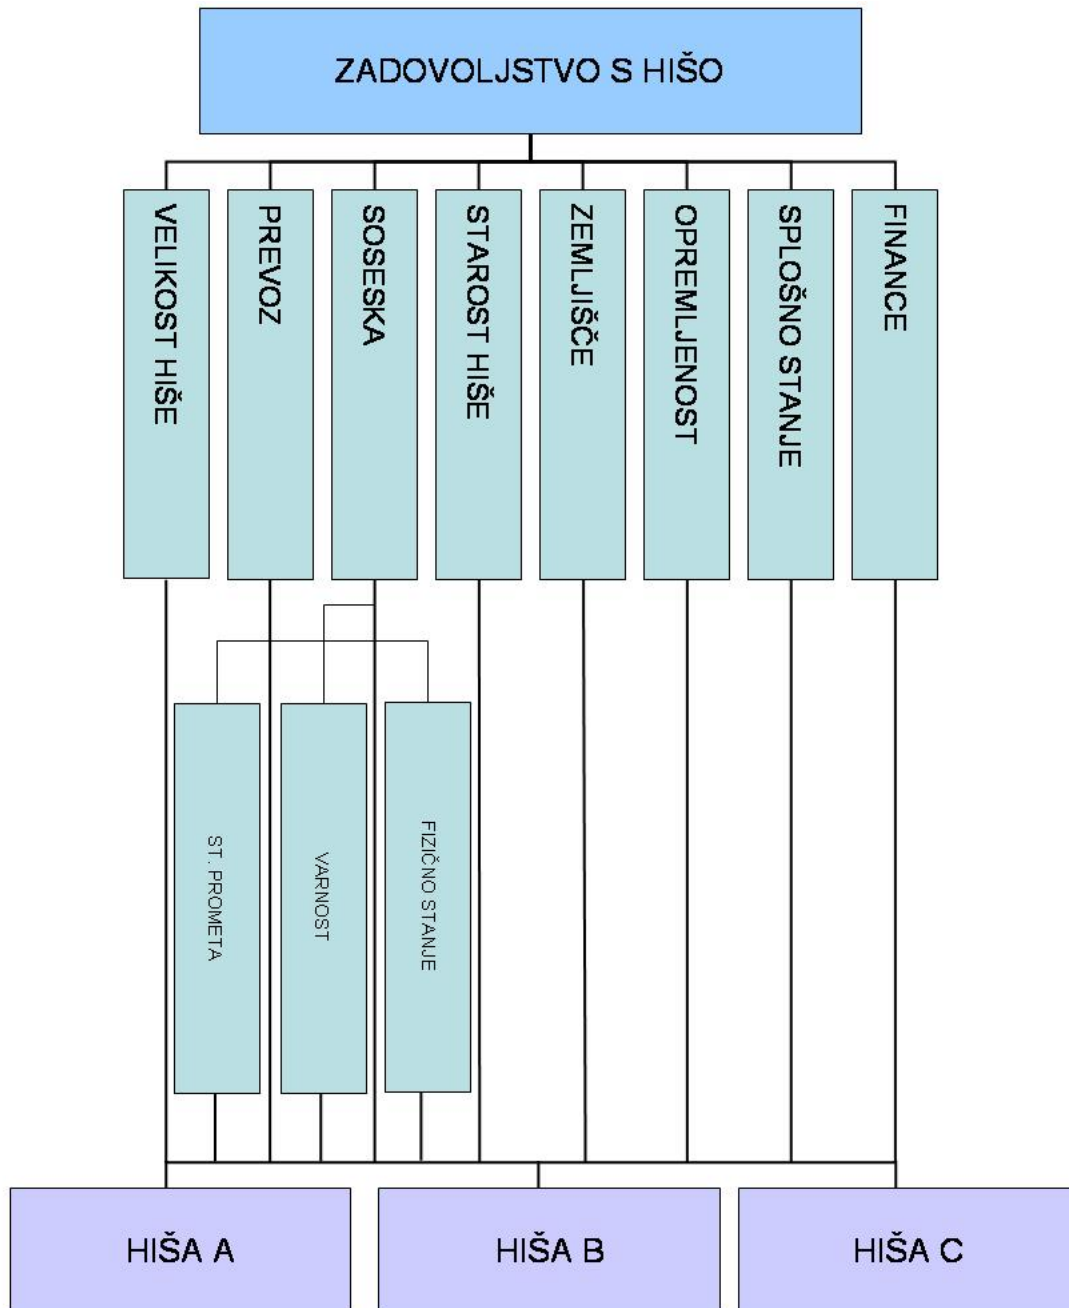 ZADOVOLJSTVO S HIŠO
VELIKOST HIŠE
PREVOZ
SOSESKA
STAROST HIŠE
ZEMLJIŠČE
OPREMLJENOST
SPLOŠNO STANJE
FINANCE
ST. PROMETA
VARNOST
FIZIČNO STANJE
HIŠA A
HIŠA B
HIŠA C